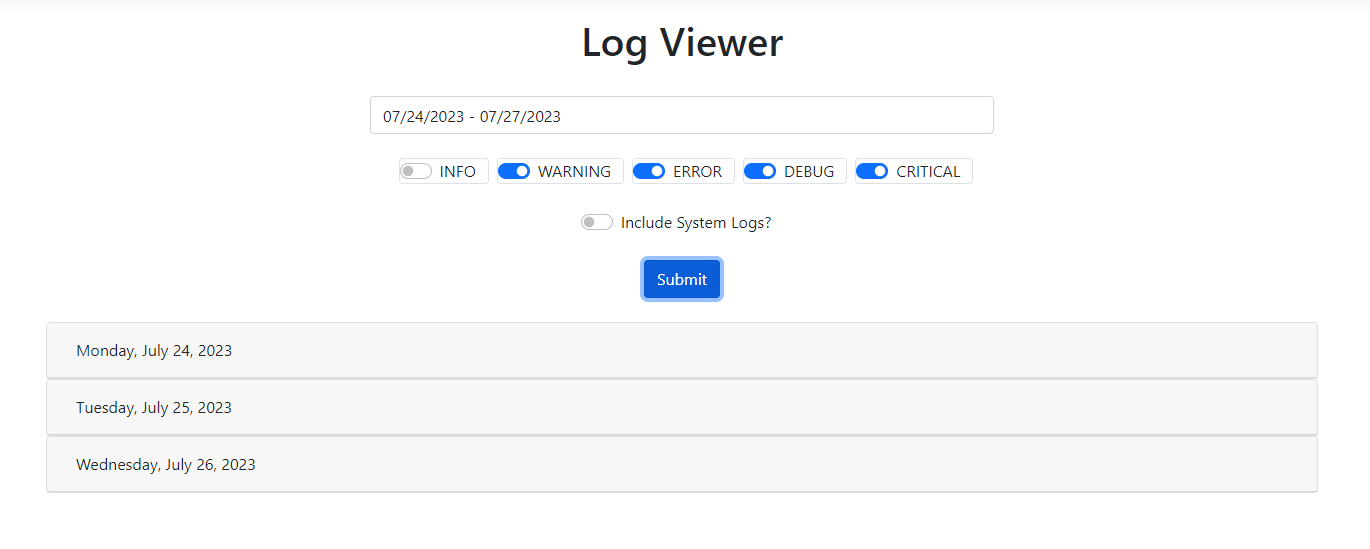 Log Viewer
07/24/2023 - 07/27/2023
INFO WARNING ERROR DEBUG CRITICAL
Include System Logs?
Submit
Monday, July 24, 2023
Tuesday, July 25, 2023
Wednesday, July 26, 2023